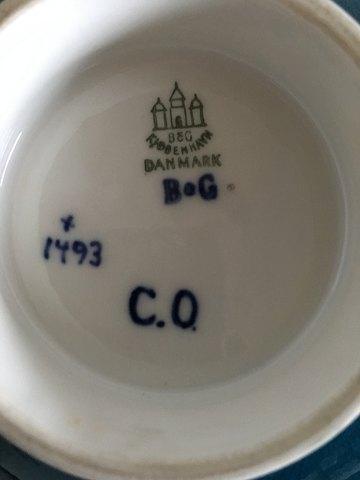 B&G
KJØBENHAVN
DANMARK
B&G
x
1493
C.O.